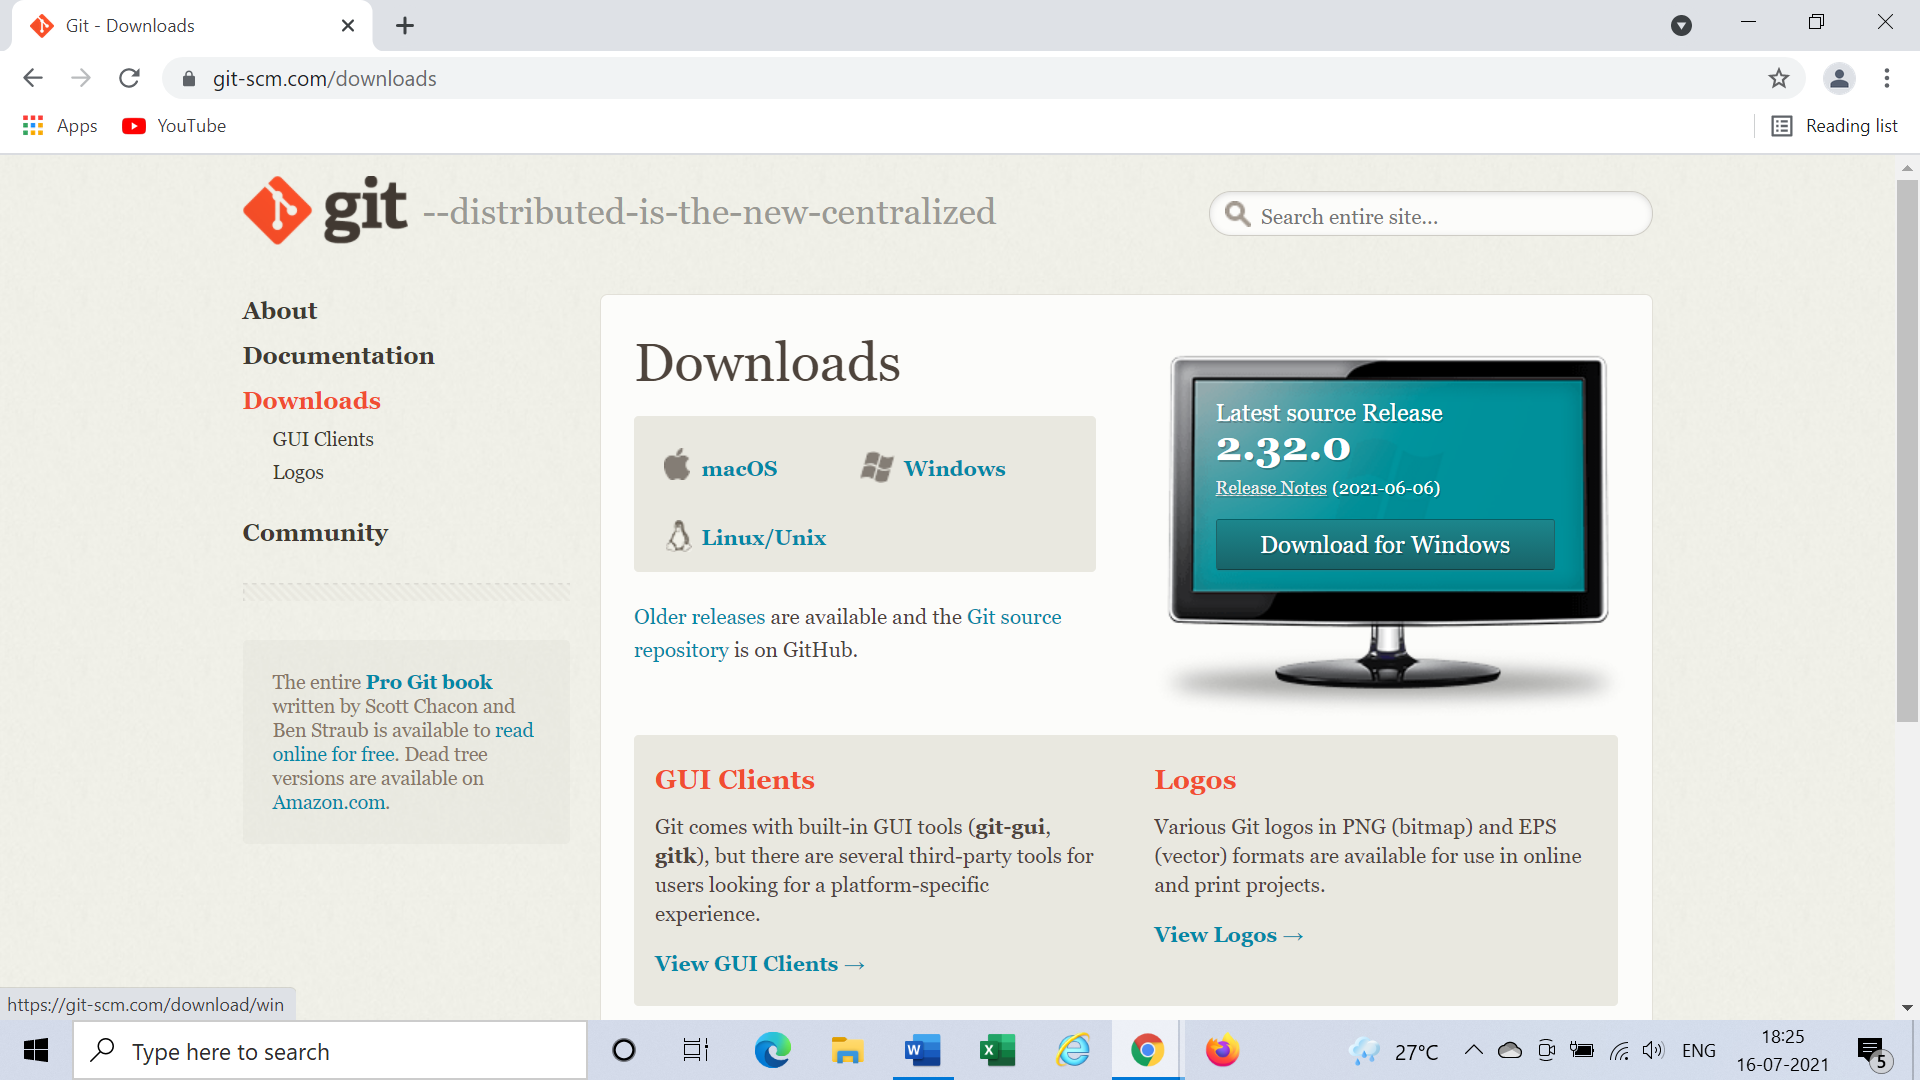 Git - Downloads
git-scm.com/downloads
Apps
YouTube
Reading list
git --distributed-is-the-new-centralized
Search entire site...
About
Documentation
Downloads
GUI Clients
Logos
Community
The entire Pro Git book
written by Scott Chacon and
Ben Straub is available to read
online for free. Dead tree
versions are available on
Amazon.com.
Downloads
macOS
Windows
Linux/Unix
Older releases are available and the Git source
repository is on GitHub.
Latest source Release
2.32.0
Release Notes (2021-06-06)
Download for Windows
GUI Clients
Git comes with built-in GUI tools (git-gui,
gitk), but there are several third-party tools for
users looking for a platform-specific
experience.
View GUI Clients →
Logos
Various Git logos in PNG (bitmap) and EPS
(vector) formats are available for use in online
and print projects.
View Logos →
https://git-scm.com/download/win
Type here to search
27°C
ENG
18:25
16-07-2021
5